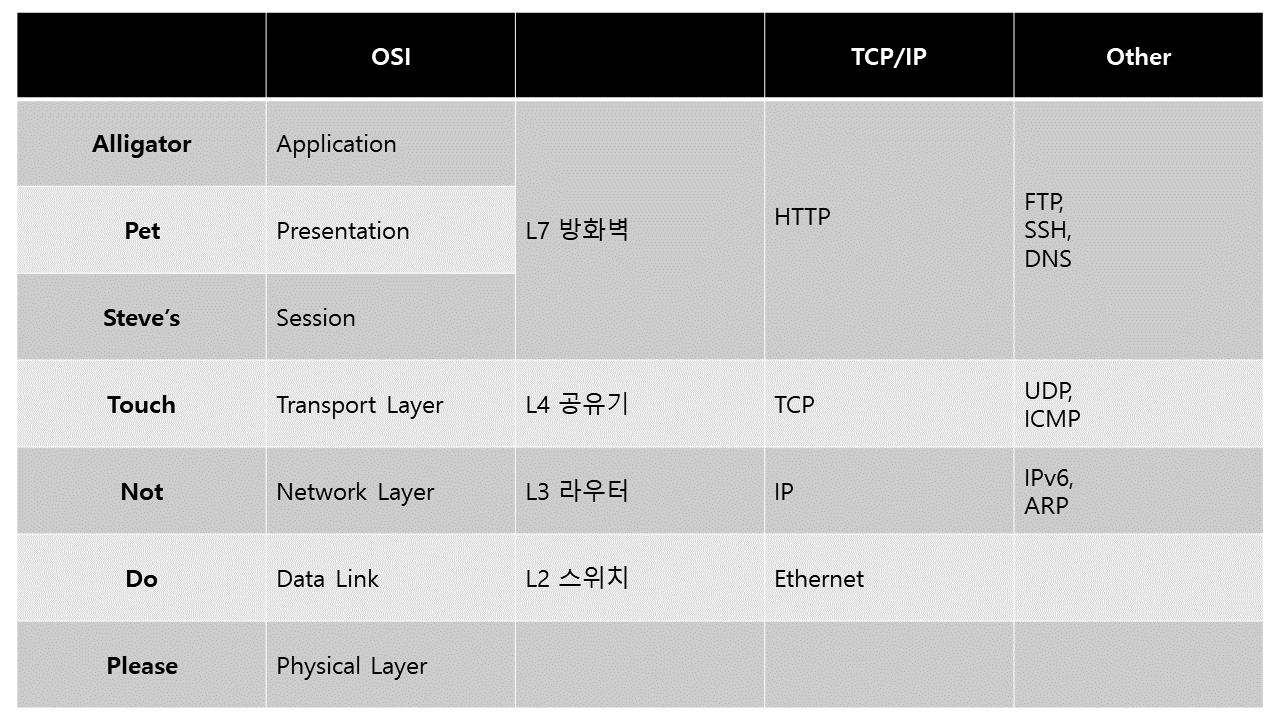 OSI
TCP/IP
Other
Alligator
Application
L7 방화벽
HTTP
FTP,
SSH,
DNS
Pet
Presentation
Steve’s
Session
Touch
Transport Layer
L4 공유기
TCP
UDP,
ICMP
Not
Network Layer
L3 라우터
IP
IPv6,
ARP
Do
Data Link
L2 스위치
Ethernet
Please
Physical Layer